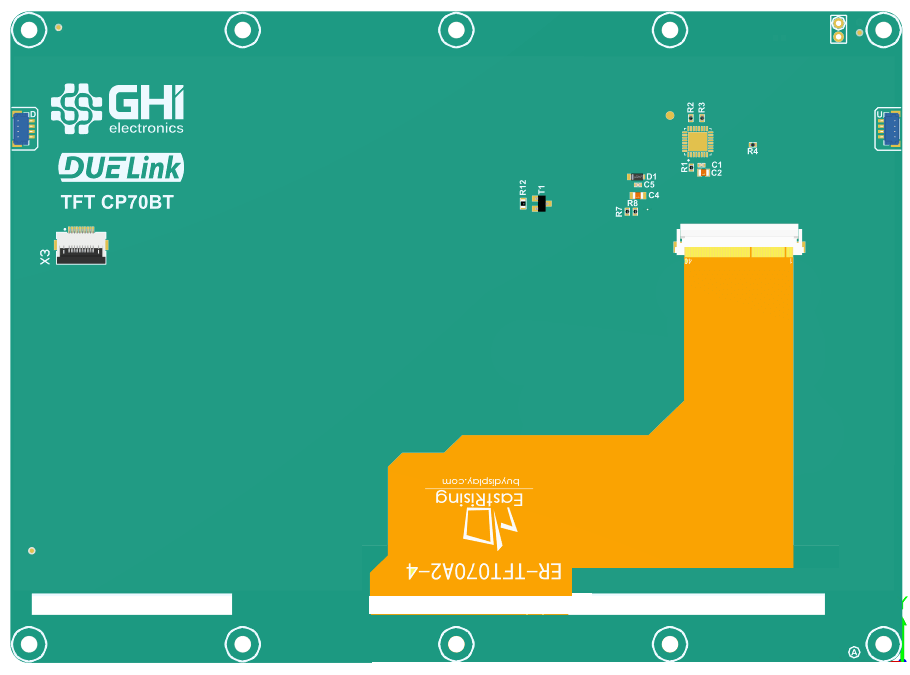 D
GHI
electronics
DUELink
TFT CP70BT
X3
R2
R3
U
R4
R1
C1
C2
D1
C5
C4
R12
T1
R7
R8
buydisplay.com
EastRising
ER-TFT070A2-4
A